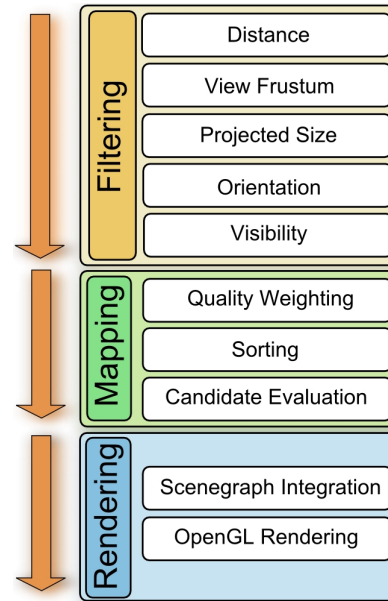 Filtering
Distance
View Frustum
Projected Size
Orientation
Visibility
Mapping
Quality Weighting
Sorting
Candidate Evaluation
Rendering
Scenegraph Integration
OpenGL Rendering